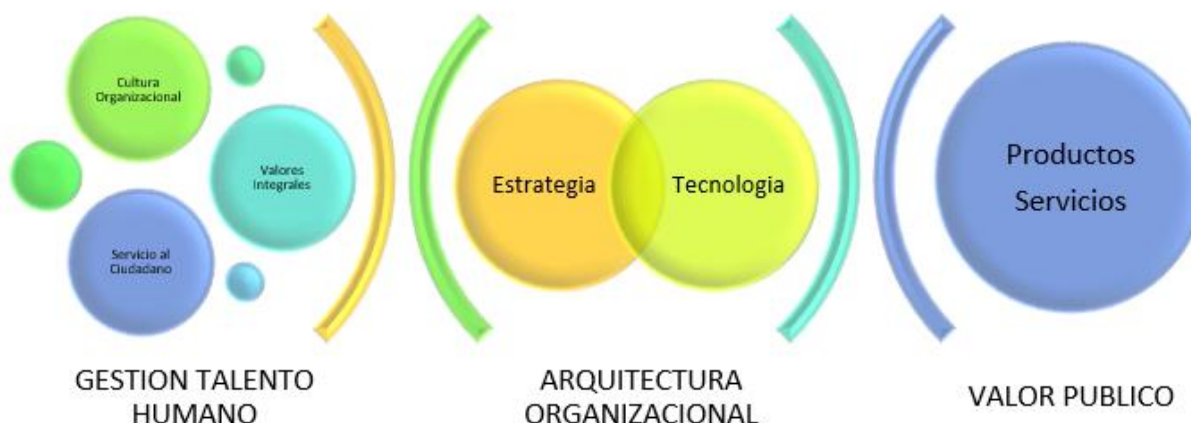 Cultura
Organizacional
Valores
Integrales
Servicio al
Ciudadano
GESTION TALENTO
HUMANO
Estrategia
Tecnologia
ARQUITECTURA
ORGANIZACIONAL
Productos
Servicios
VALOR PUBLICO